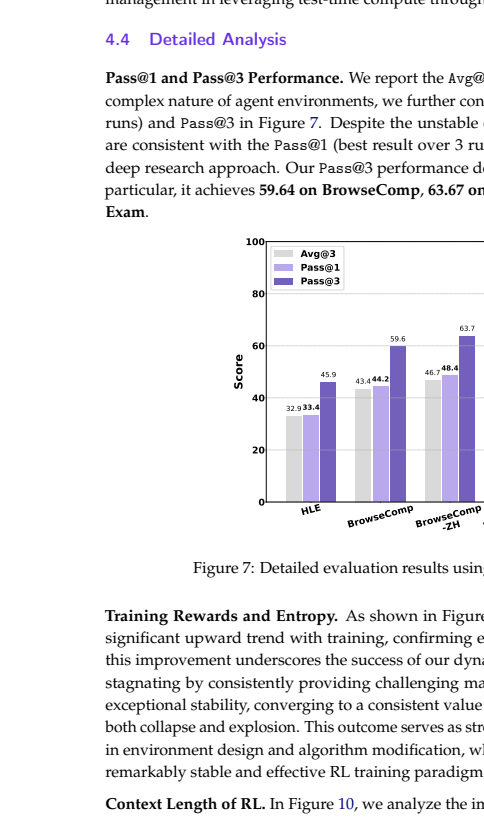 management in leveraging test-time compute through
4.4 Detailed Analysis
Pass@1 and Pass@3 Performance. We report the Avg@
complex nature of agent environments, we further con
runs) and Pass@3 in Figure 7. Despite the unstable
are consistent with the Pass@1 (best result over 3 ru
deep research approach. Our Pass@3 performance de
particular, it achieves 59.64 on BrowseComp, 63.67 on
Exam.
100
Avg@3
Pass@1
Pass@3
80
60
40
20
0
Score
32.9 33.4 45.9
43.4 44.2 59.6
46.7 48.4 63.7
HLE
BrowseComp
BrowseComp
-ZH
Figure 7: Detailed evaluation results using
Training Rewards and Entropy. As shown in Figure
significant upward trend with training, confirming e
this improvement underscores the success of our dyna
stagnating by consistently providing challenging ma
exceptional stability, converging to a consistent value
both collapse and explosion. This outcome serves as stro
in environment design and algorithm modification, wh
remarkably stable and effective RL training paradigm
Context Length of RL. In Figure 10, we analyze the im